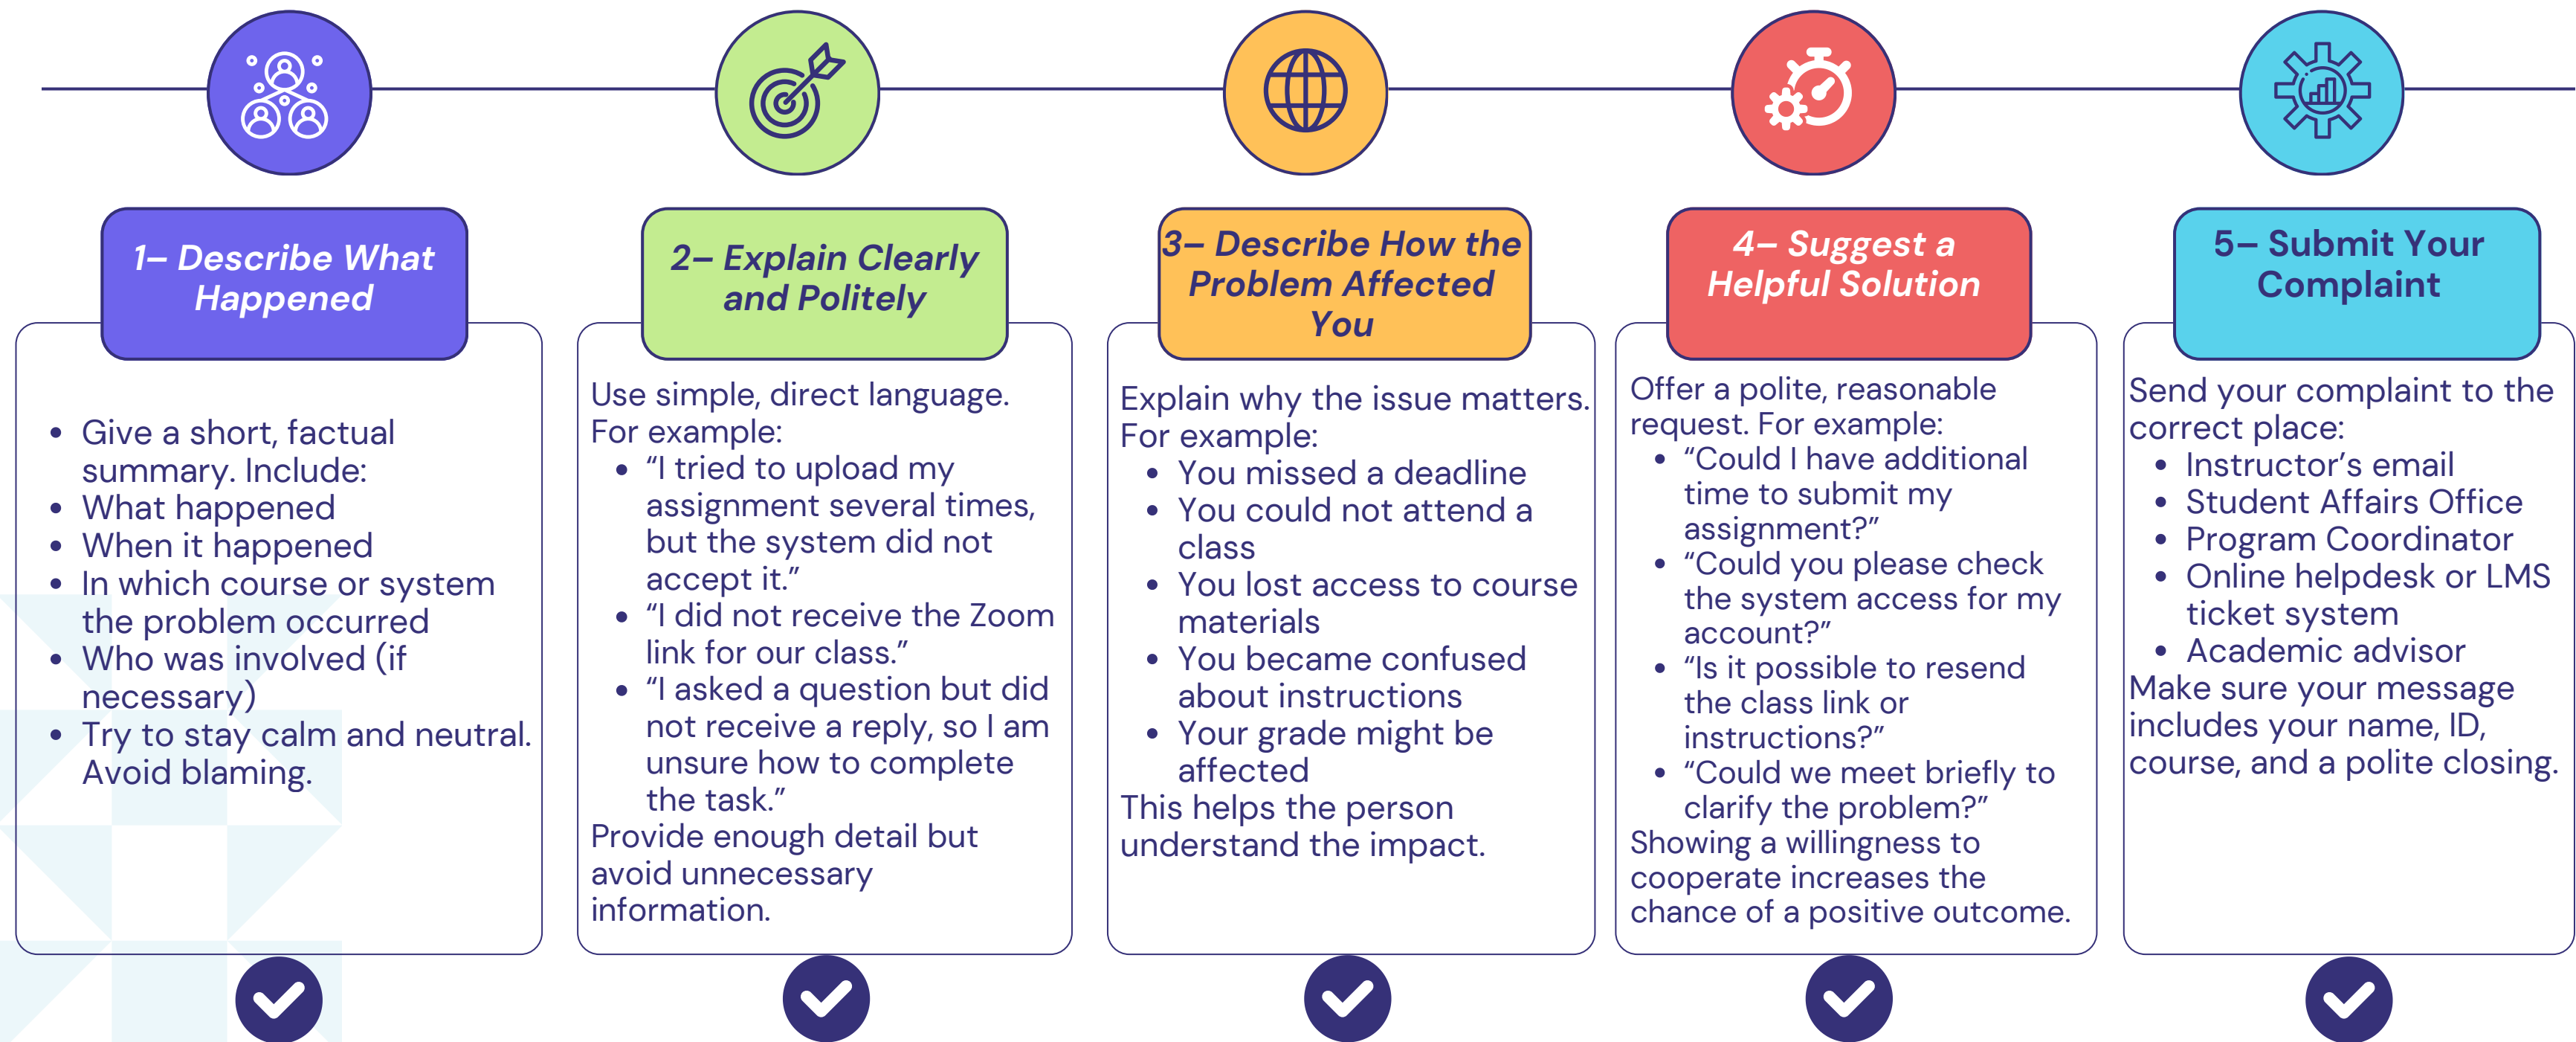 1– Describe What
Happened
• Give a short, factual
summary. Include:
• What happened
• When it happened
• In which course or system
the problem occurred
• Who was involved (if
necessary)
• Try to stay calm and neutral.
Avoid blaming.
2– Explain Clearly
and Politely
Use simple, direct language.
For example:
• “I tried to upload my
assignment several times,
but the system did not
accept it.”
• “I did not receive the Zoom
link for our class.”
• “I asked a question but did
not receive a reply, so I am
unsure how to complete
the task.”
Provide enough detail but
avoid unnecessary
information.
3– Describe How the
Problem Affected
You
Explain why the issue matters.
For example:
• You missed a deadline
• You could not attend a
class
• You lost access to course
materials
• You became confused
about instructions
• Your grade might be
affected
This helps the person
understand the impact.
4– Suggest a
Helpful Solution
Offer a polite, reasonable
request. For example:
• “Could I have additional
time to submit my
assignment?”
• “Could you please check
the system access for my
account?”
• “Is it possible to resend
the class link or
instructions?”
• “Could we meet briefly to
clarify the problem?”
Showing a willingness to
cooperate increases the
chance of a positive outcome.
5– Submit Your
Complaint
Send your complaint to the
correct place:
• Instructor’s email
• Student Affairs Office
• Program Coordinator
• Online helpdesk or LMS
ticket system
• Academic advisor
Make sure your message
includes your name, ID,
course, and a polite closing.